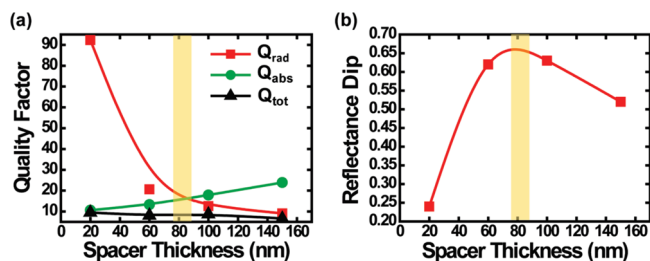 (a)
Quality Factor
90
80
70
60
50
40
30
20
10
0 20 40 60 80 100 120 140 160
Spacer Thickness (nm)
Qrad
Qabs
Qtot
(b)
Reflectance Dip
0.70
0.65
0.60
0.55
0.50
0.45
0.40
0.35
0.30
0.25
0.20
0 20 40 60 80 100 120 140 160
Spacer Thickness (nm)